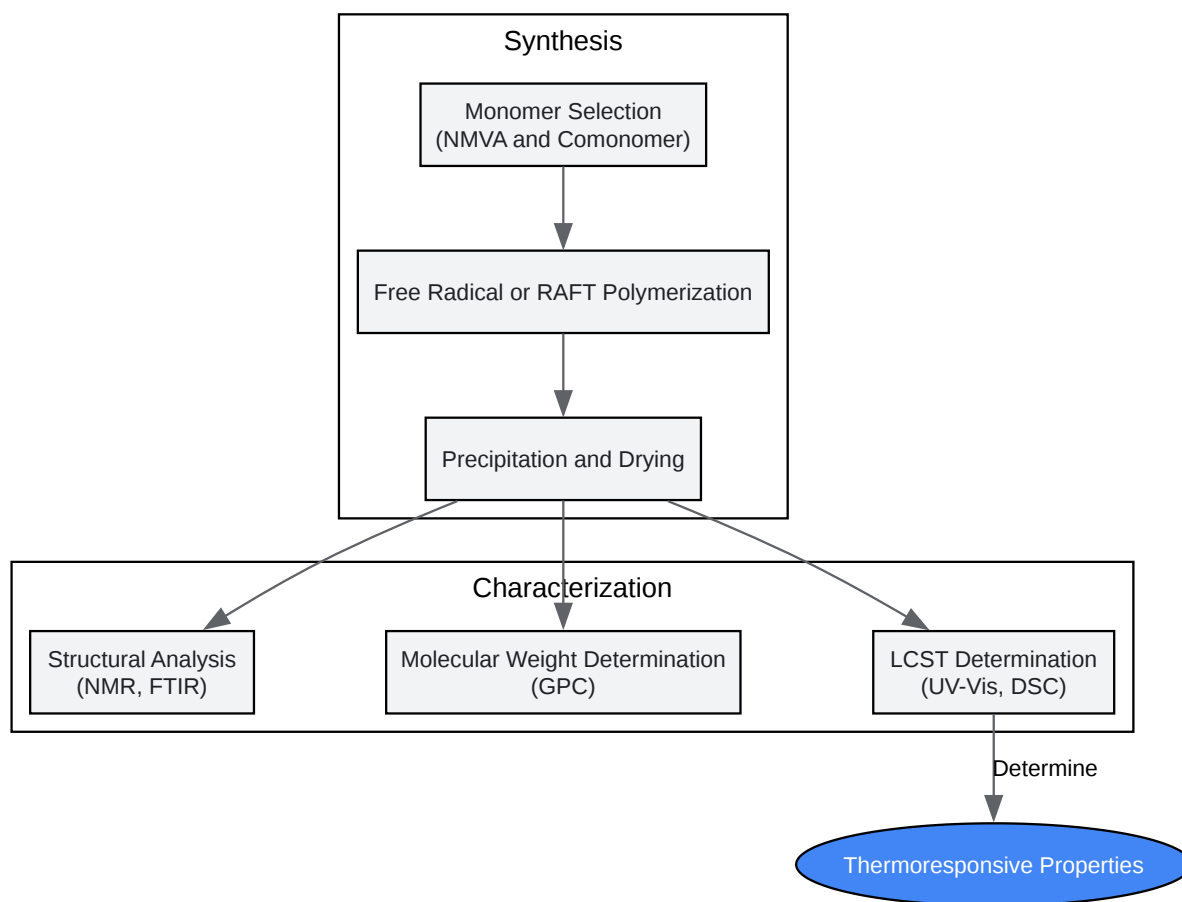 Synthesis
Monomer Selection
(NMVA and Comonomer)
Free Radical or RAFT Polymerization
Precipitation and Drying
Characterization
Structural Analysis
(NMR, FTIR)
Molecular Weight Determination
(GPC)
LCST Determination
(UV-Vis, DSC)
Determine
Thermoresponsive Properties